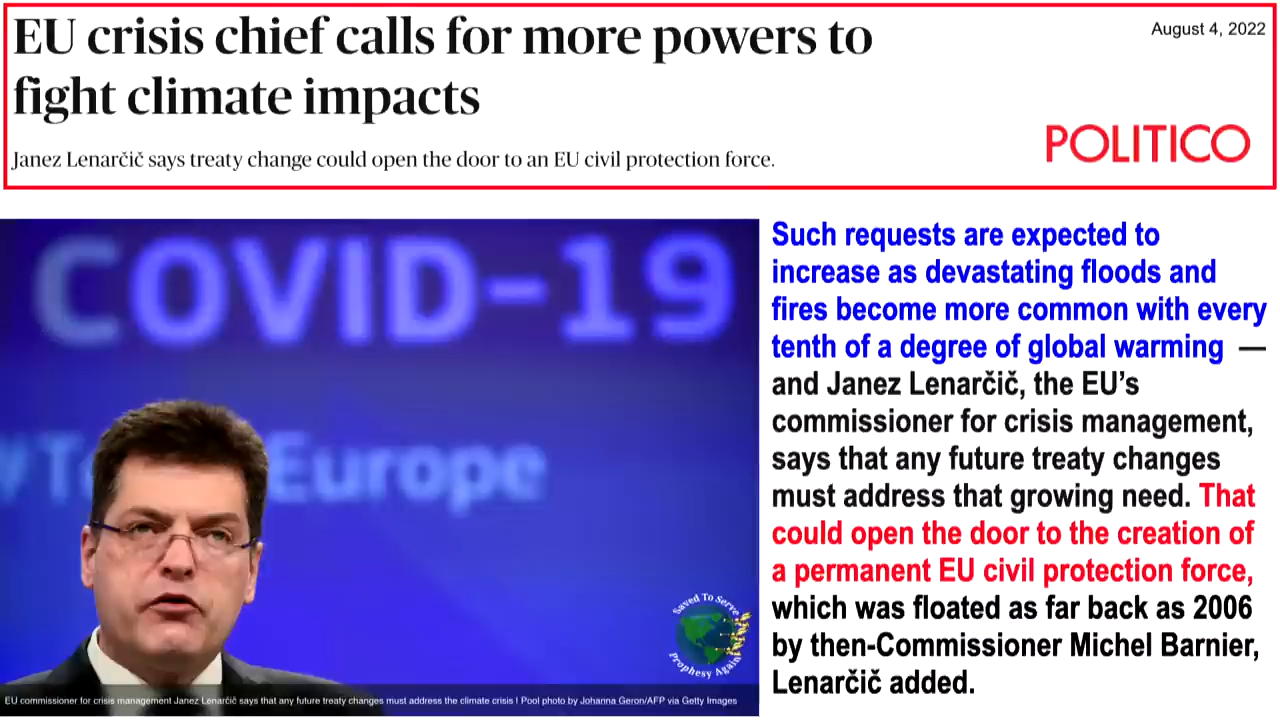 EU crisis chief calls for more powers to
fight climate impacts
August 4, 2022
POLITICO
Janez Lenarčič says treaty change could open the door to an EU civil protection force.
COVID-19
Europe
Saved To Serve
Prophesy Again
EU commissioner for crisis management Janez Lenarčič says that any future treaty changes must address the climate crisis | Pool photo by Johanna Geron/AFP via Getty Images
Such requests are expected to
increase as devastating floods and
fires become more common with every
tenth of a degree of global warming —
and Janez Lenarčič, the EU’s
commissioner for crisis management,
says that any future treaty changes
must address that growing need. That
could open the door to the creation of
a permanent EU civil protection force,
which was floated as far back as 2006
by then-Commissioner Michel Barnier,
Lenarčič added.